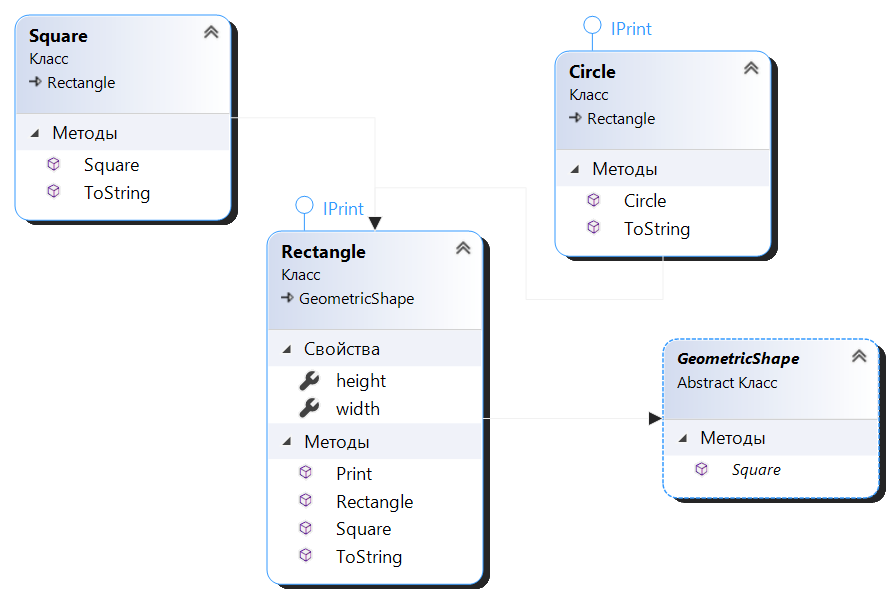 Square
Класс
Rectangle
Методы
Square
ToString
IPrint
Circle
Класс
Rectangle
Методы
Circle
ToString
IPrint
Rectangle
Класс
GeometricShape
Свойства
height
width
Методы
Print
Rectangle
Square
ToString
GeometricShape
Abstract Класс
Методы
Square